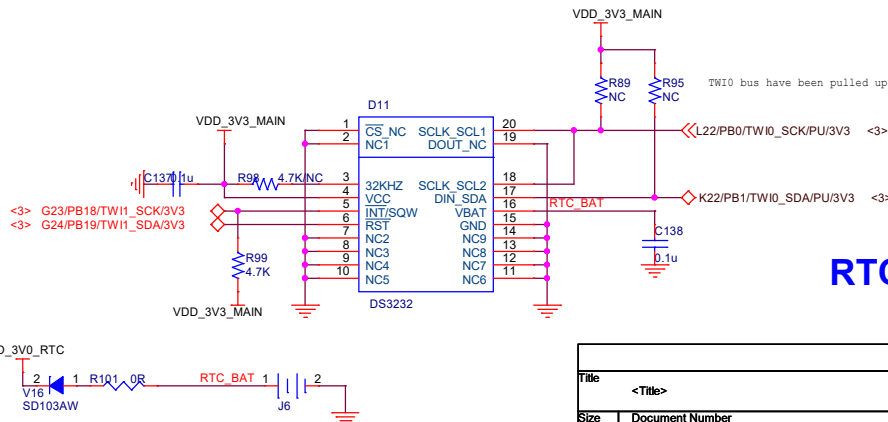 VDD_3V3_MAIN
R89
NC
R95
NC
TWI0 bus have been pulled up
D11
VDD_3V3_MAIN
1
2
CS_NC
NC1
SCLK_SCL1
DOUT_NC
20
19
L22/PB0/TWI0_SCK/PU/3V3 <3>
C137
0.1u
R98
4.7K/NC
3
4
5
6
7
8
9
10
32KHZ
VCC
INT/SQW
RST
NC2
NC3
NC4
NC5
SCLK_SCL2
DIN_SDA
VBAT
GND
NC9
NC8
NC7
NC6
18
17
16
15
14
13
12
11
K22/PB1/TWI0_SDA/PU/3V3
RTC_BAT
<3> G23/PB18/TWI1_SCK/3V3
<3> G24/PB19/TWI1_SDA/3V3
C138
0.1u
R99
4.7K
VDD_3V3_MAIN
DS3232
RTC
D_3V0_RTC
2
1
R101
0R
RTC_BAT
1
2
V16
SD103AW
J6
Title
<Title>
Size
Document Number